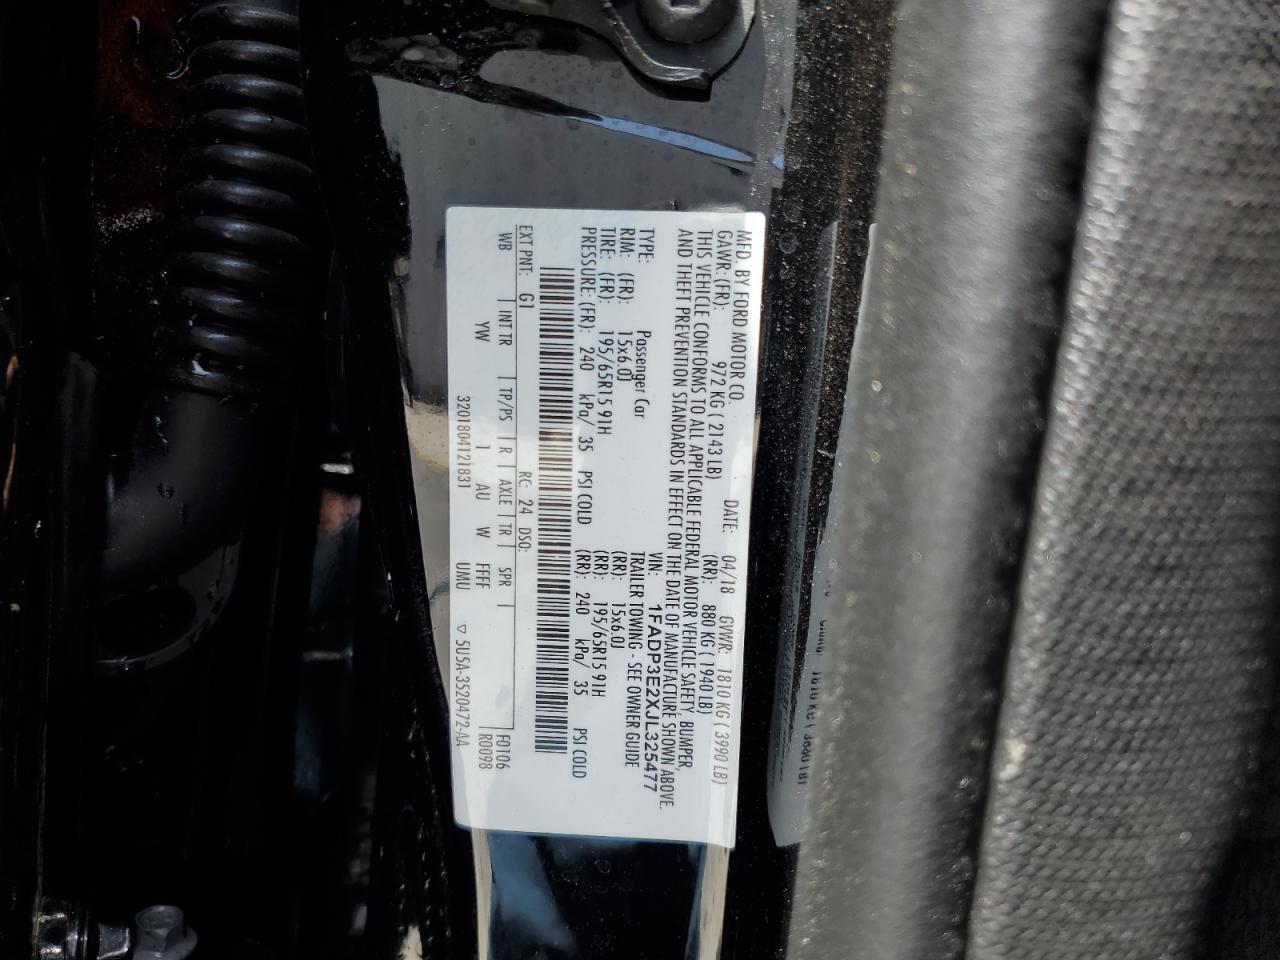 MFD. BY FORD MOTOR CO.
DATE: 04/18 GVWR: 1810 KG ( 3990 LB)
GAWR: (FR): 972 KG ( 2143 LB) (RR): 880 KG ( 1940 LB)
THIS VEHICLE CONFORMS TO ALL APPLICABLE FEDERAL MOTOR VEHICLE SAFETY, BUMPER,
AND THEFT PREVENTION STANDARDS IN EFFECT ON THE DATE OF MANUFACTURE SHOWN ABOVE.
VIN: 1FADP3E2XJL325477
TYPE: Passenger Car TRAILER TOWING - SEE OWNER GUIDE
RIM: (FR): 15x6.0J (RR): 15x6.0J
TIRE: (FR): 195/65R15 91H (RR): 195/65R15 91H
PRESSURE: (FR): 240 kPa/ 35 PSI COLD (RR): 240 kPa/ 35 PSI COLD
EXT PNT: G1 RC: 24 DSO: F0106
WB INT TR TP/PS R AXLE TR SPR R0098
YW 1 AU W FFFF
3201804121831 UMU ▽ 5U5A-3520472-AA